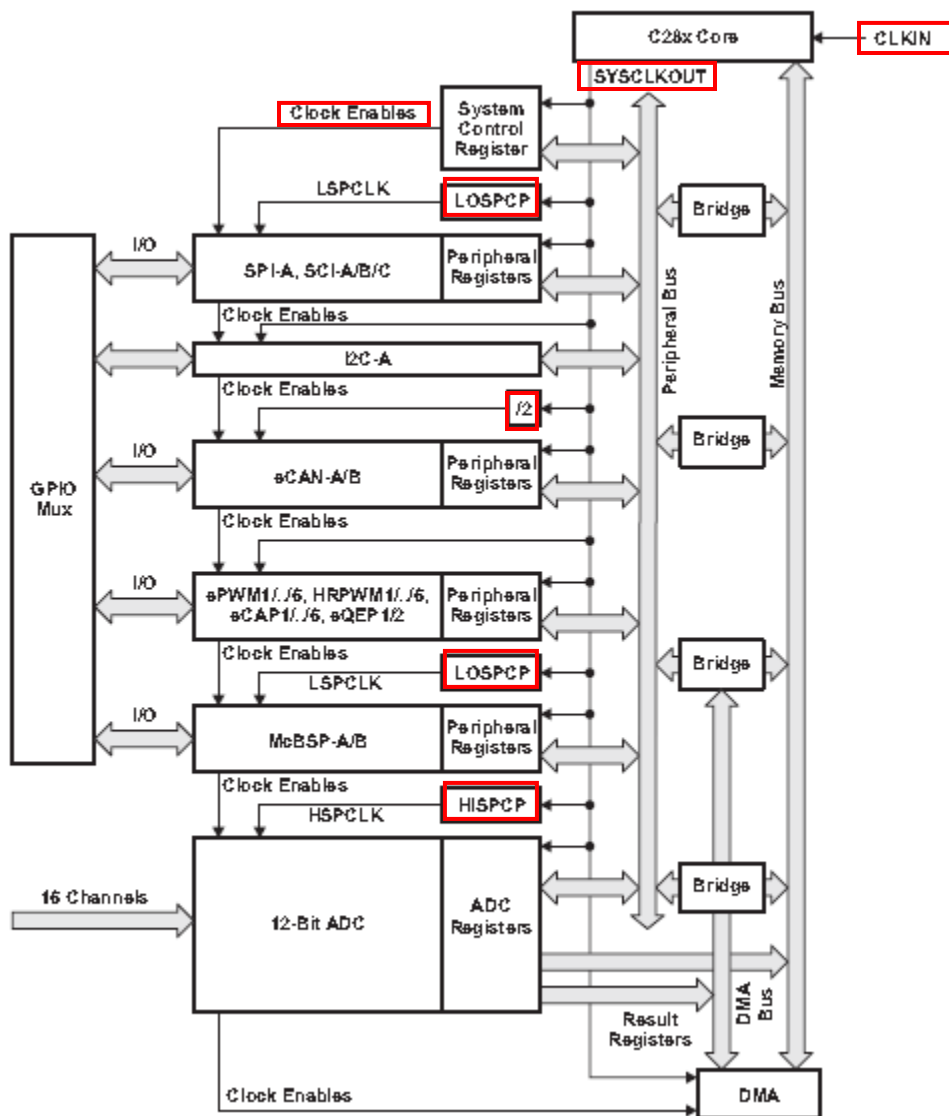 C28x Core
CLKIN
SYSCLKOUT
Clock Enables
System
Control
Register
LSPCLK
LOSPCP
Bridge
I/O
SPI-A, SCI-A/B/C
Peripheral
Registers
Clock Enables
I2C-A
Peripheral Bus
Memory Bus
Clock Enables
/2
Bridge
I/O
eCAN-A/B
Peripheral
Registers
GPIO
Mux
Clock Enables
I/O
ePWM1/../6, HRPWM1/../6,
eCAP1/../6, eQEP1/2
Peripheral
Registers
Clock Enables
LSPCLK
LOSPCP
Bridge
I/O
McBSP-A/B
Peripheral
Registers
Clock Enables
HSPCLK
HISPCP
16 Channels
12-Bit ADC
ADC
Registers
Bridge
DMA
Bus
Result
Registers
Clock Enables
DMA